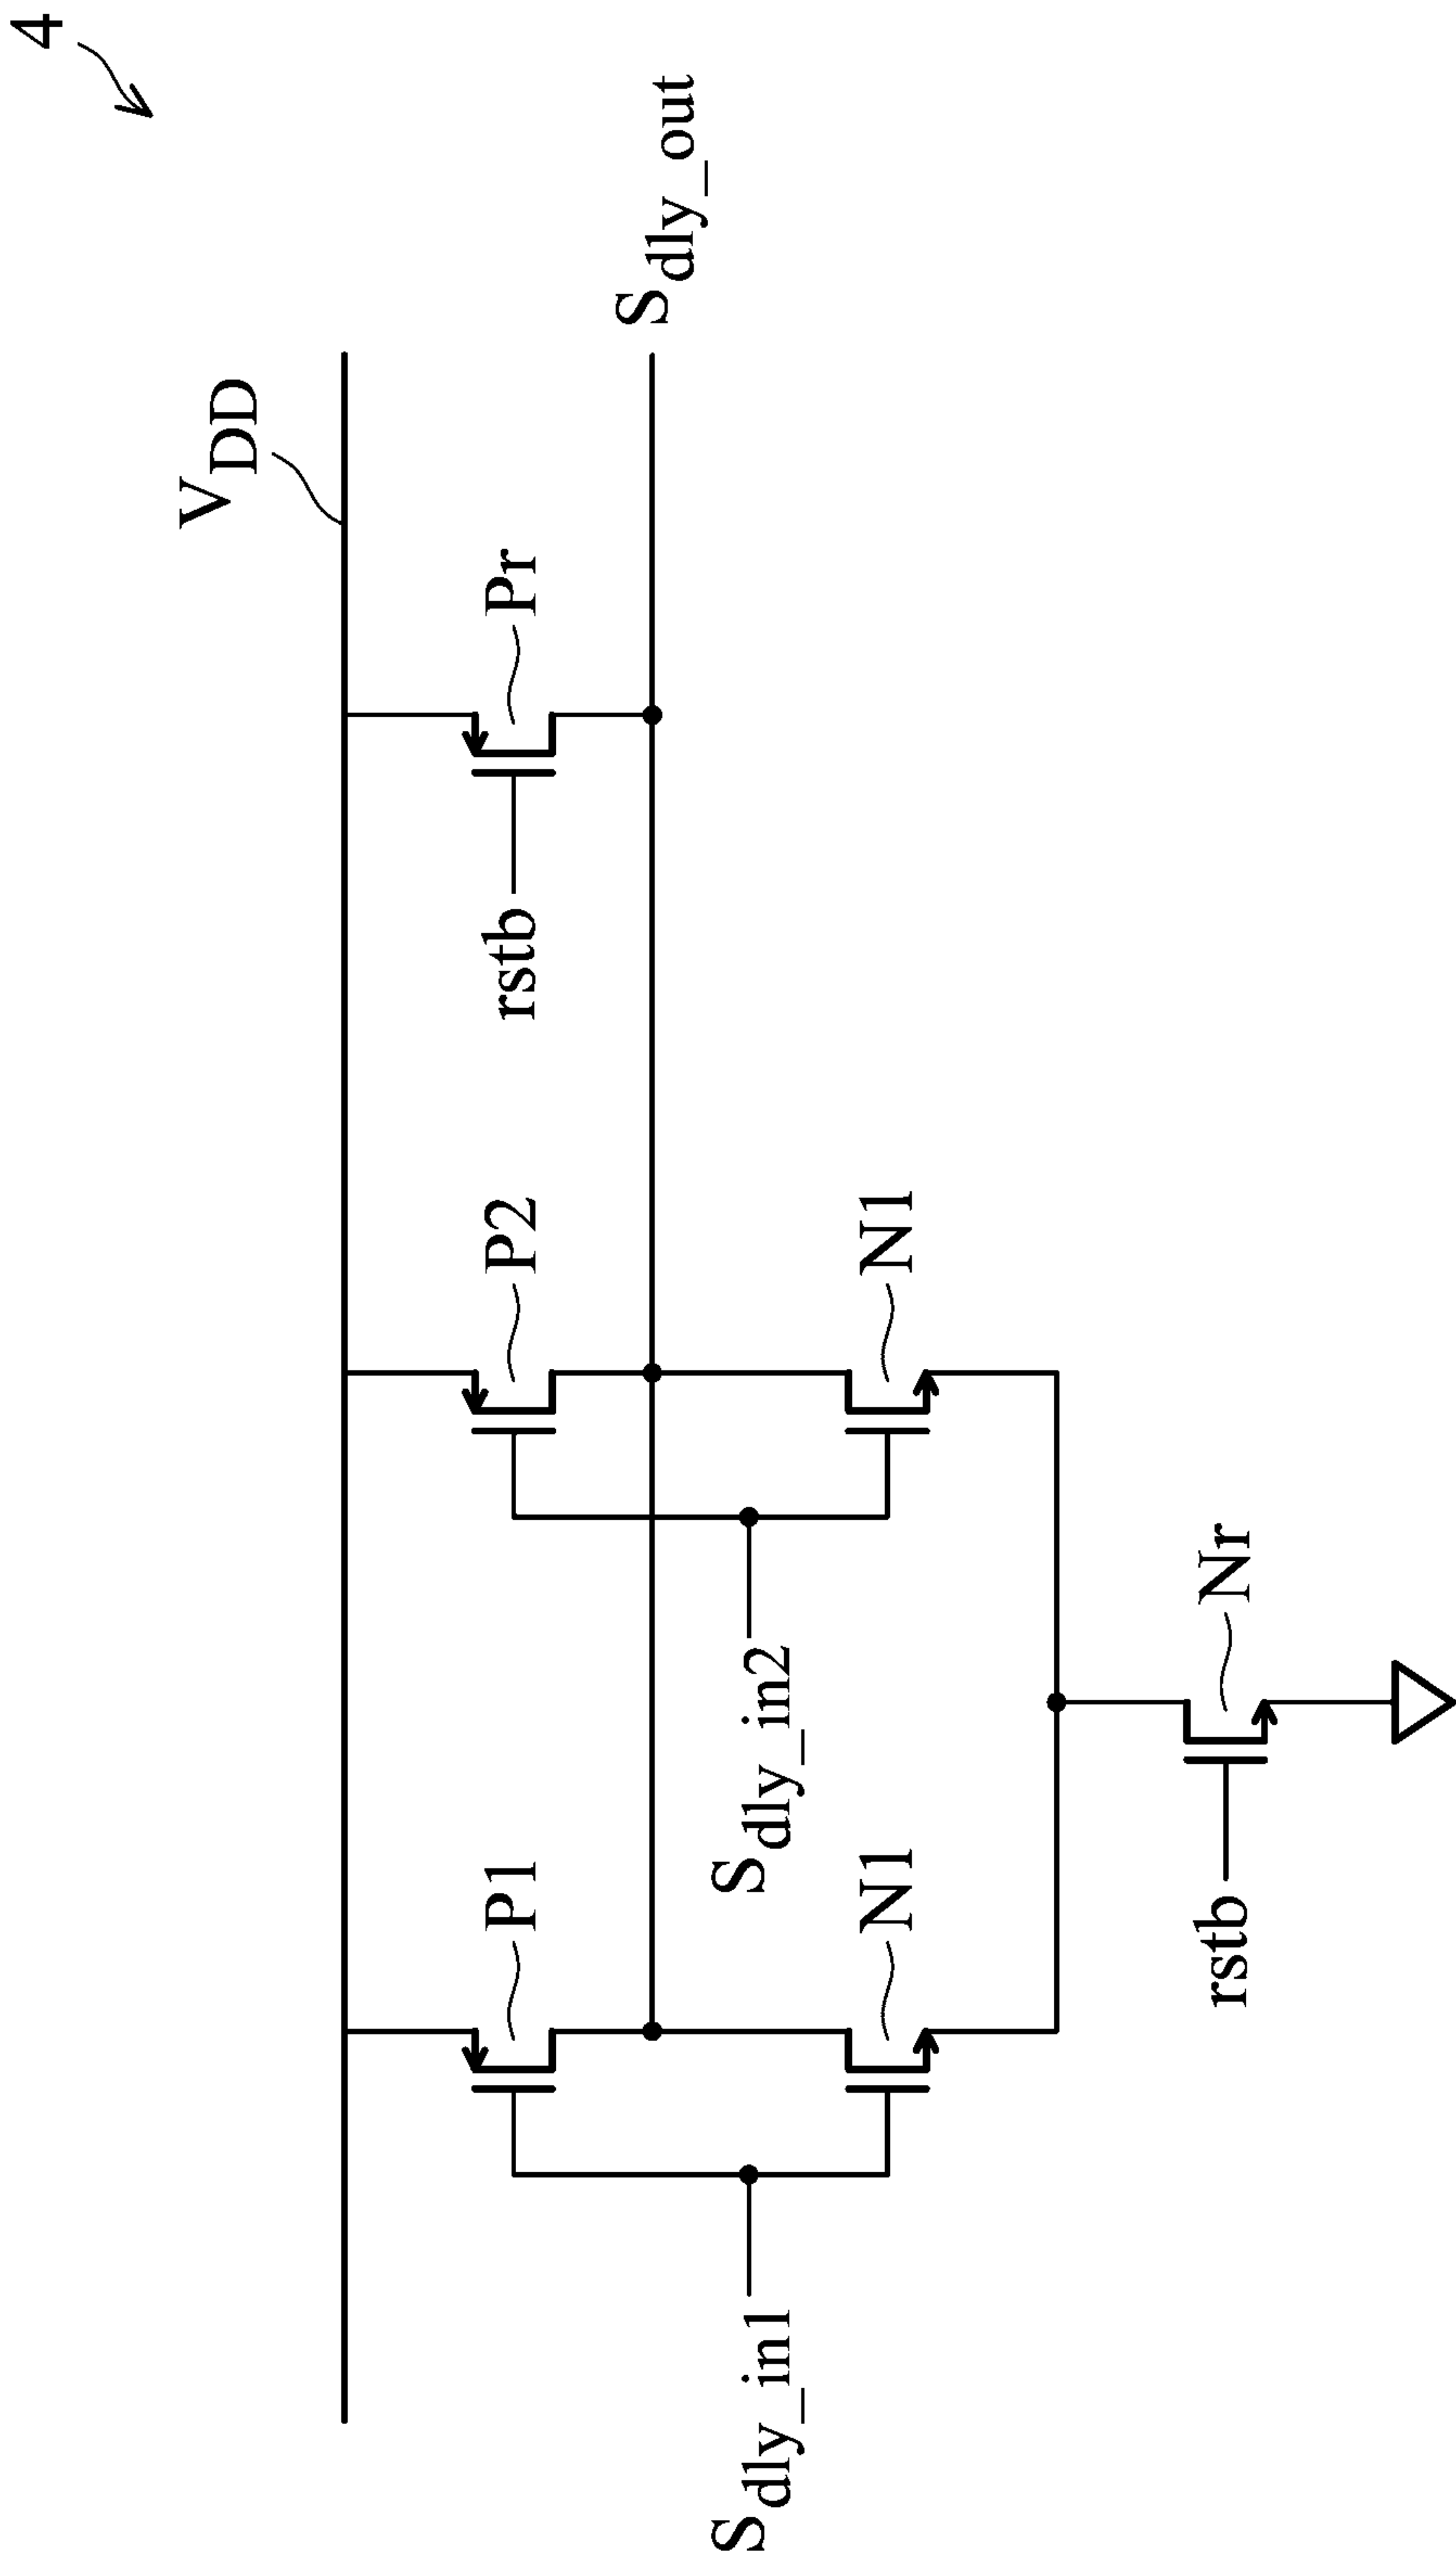 4
V_DD
P1
P2
Pr
rstb
S_dly_out
S_dly_in1
S_dly_in2
N1
N1
rstb
Nr